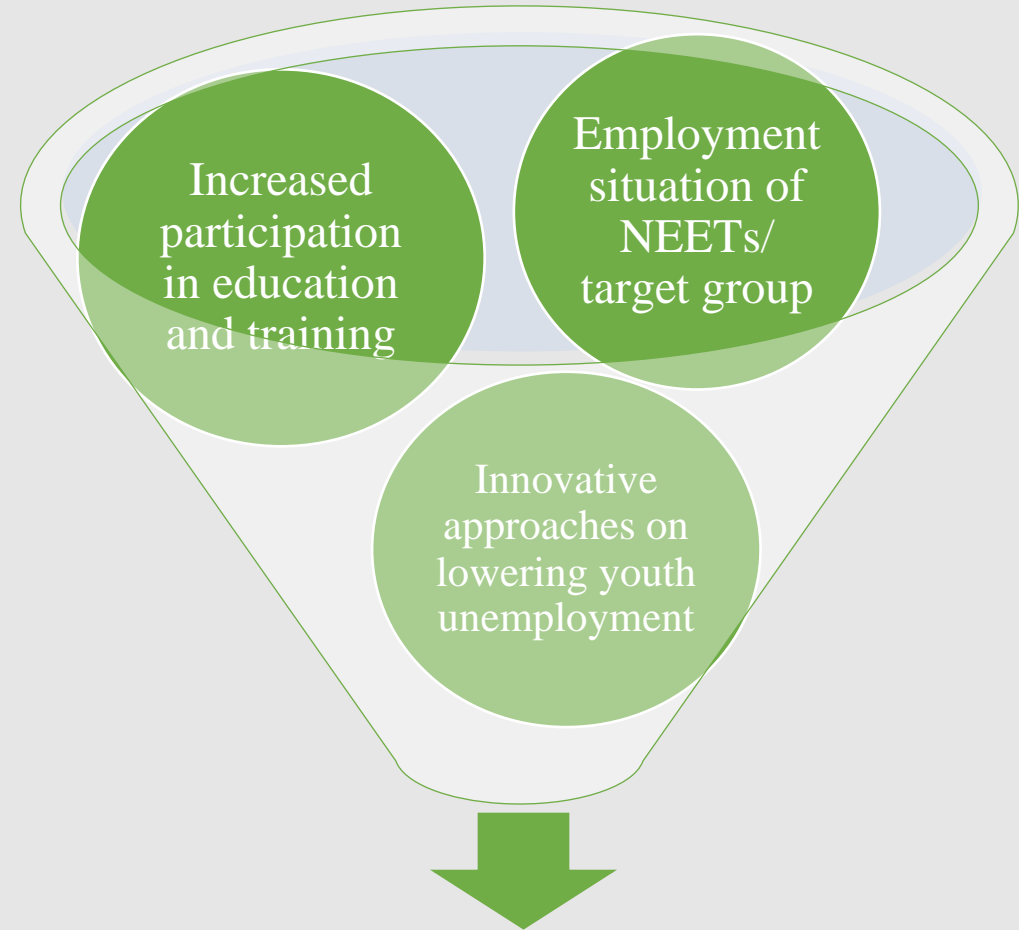 Increased
participation
in education
and training
Employment
situation of
NEETs/
target group
Innovative
approaches on
lowering youth
unemployment